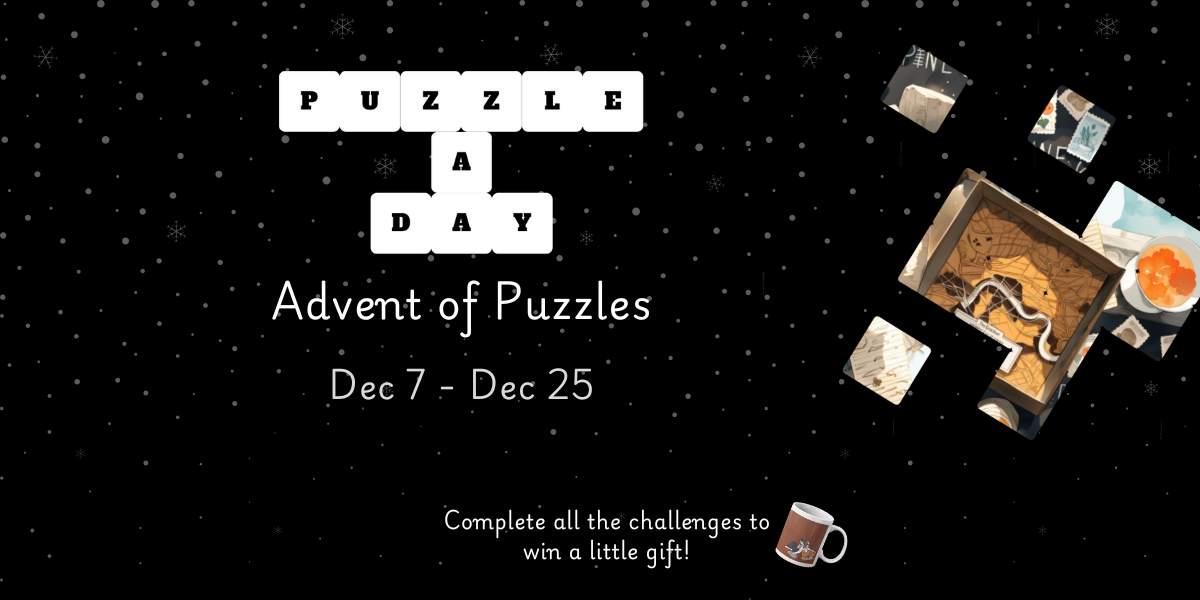 PUZZLE
A
DAY
Advent of Puzzles
Dec 7 - Dec 25
Complete all the challenges to
win a little gift!